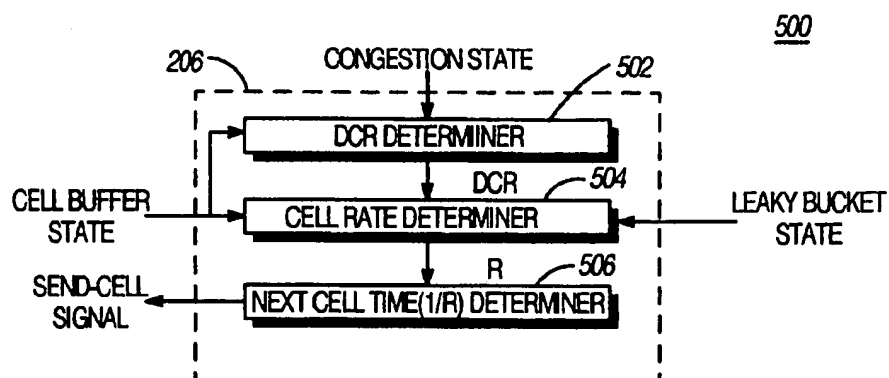 500
206
CONGESTION STATE
502
DCR DETERMIINER
DCR
504
CELL BUFFER
STATE
CELL RATE DETERMINER
LEAKY BUCKET
STATE
R
506
SEND-CELL
SIGNAL
NEXT CELL TIME(1/R) DETERMINER